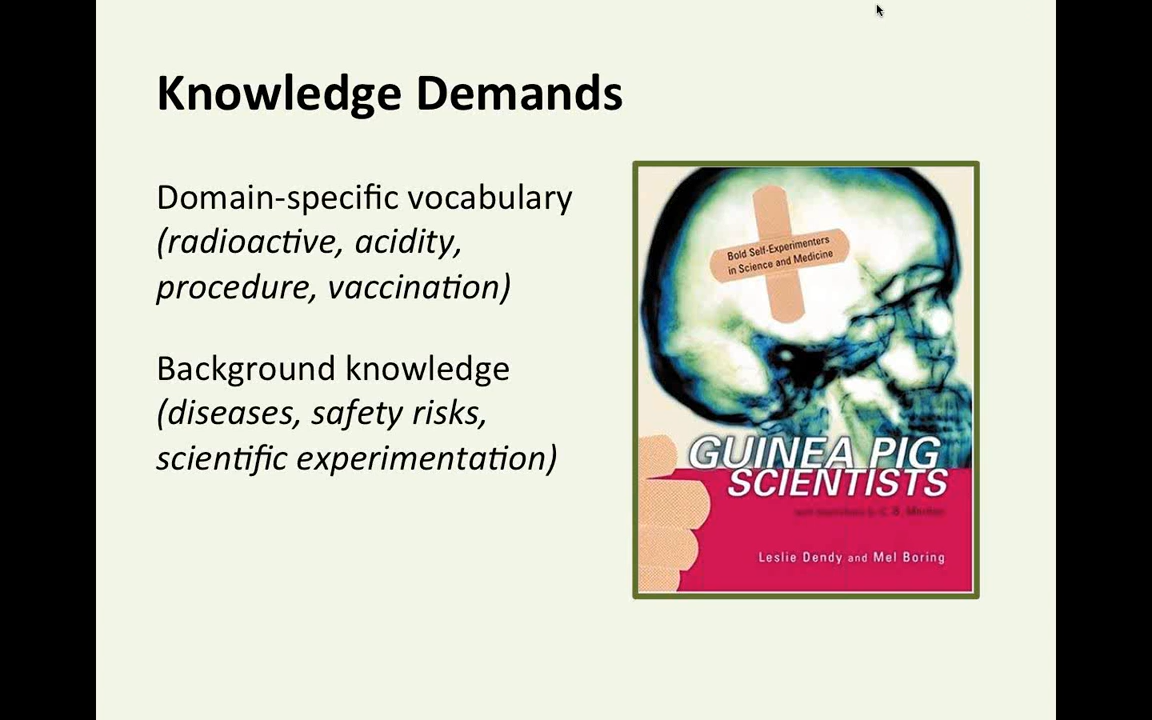 Knowledge Demands
Domain-specific vocabulary
(radioactive, acidity,
procedure, vaccination)
Background knowledge
(diseases, safety risks,
scientific experimentation)
Bold Self-Experimenters
in Science and Medicine
GUINEA PIG
SCIENTISTS
Leslie Dendy and Mel Boring